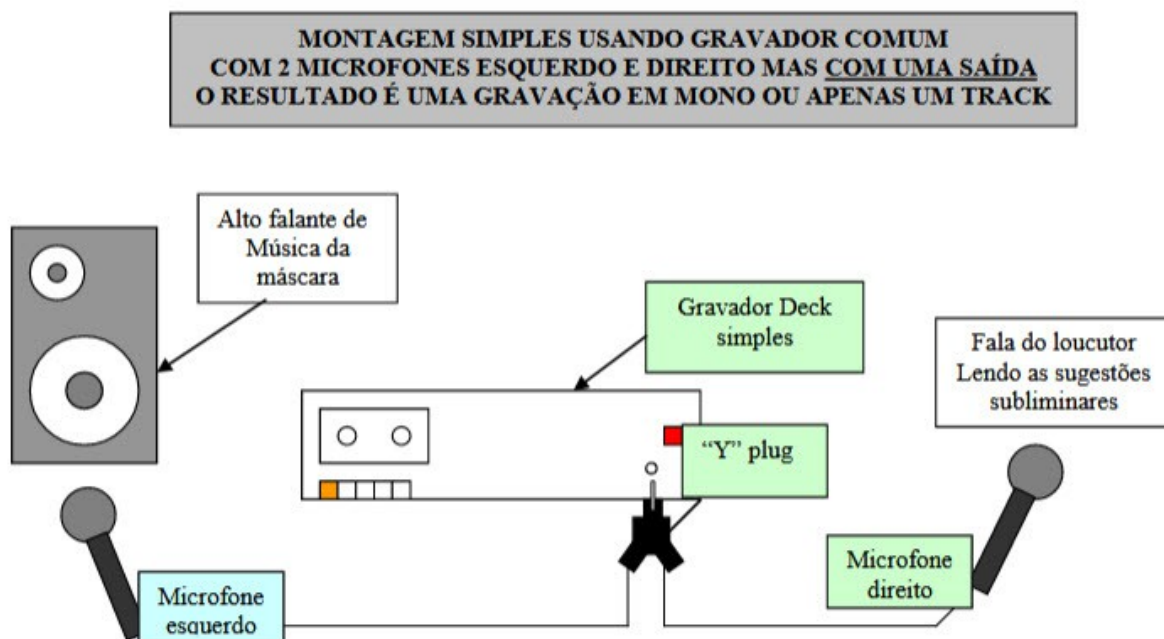 MONTAGEM SIMPLES USANDO GRAVADOR COMUM
COM 2 MICROFONES ESQUERDO E DIREITO MAS COM UMA SAÍDA
O RESULTADO É UMA GRAVAÇÃO EM MONO OU APENAS UM TRACK
Alto falante de
Música da
máscara
Gravador Deck
simples
Fala do loucutor
Lendo as sugestões
subliminares
“Y” plug
Microfone
direito
Microfone
esquerdo